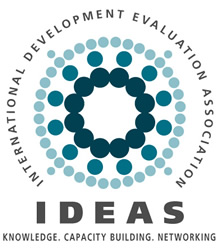 INTERNATIONAL DEVELOPMENT EVALUATION ASSOCIATION
IDEAS
KNOWLEDGE. CAPACITY BUILDING. NETWORKING